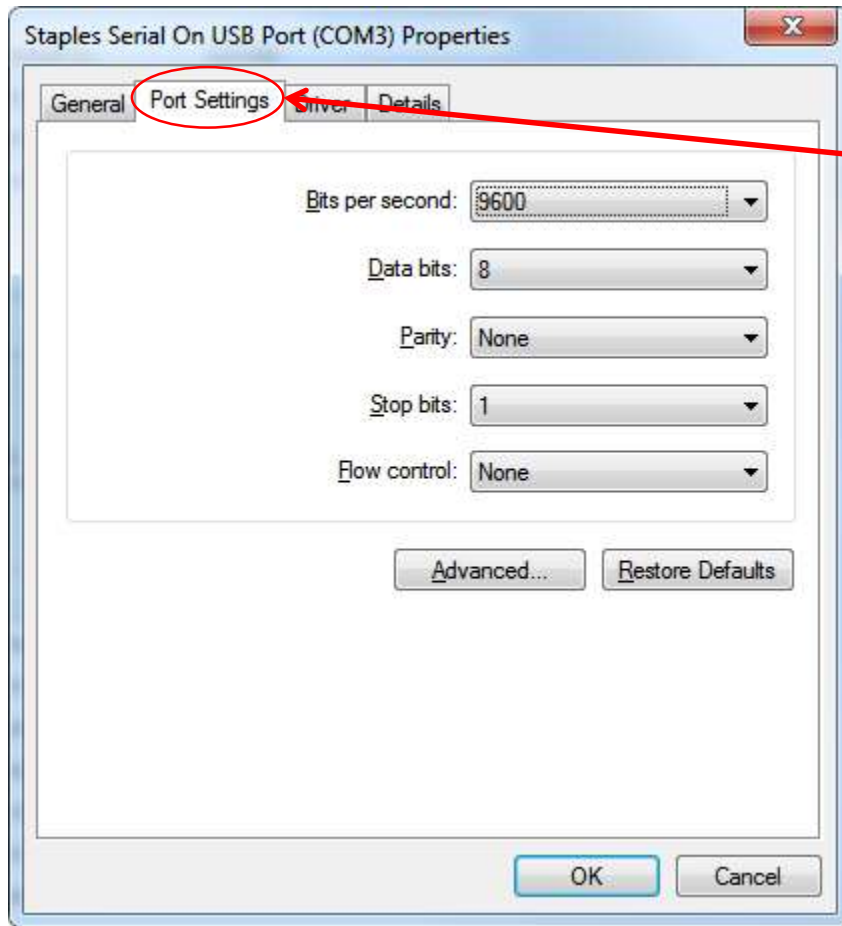 Staples Serial On USB Port (COM3) Properties
General Port Settings Driver Details
Bits per second: 9600
Data bits: 8
Parity: None
Stop bits: 1
Flow control: None
Advanced... Restore Defaults
OK Cancel